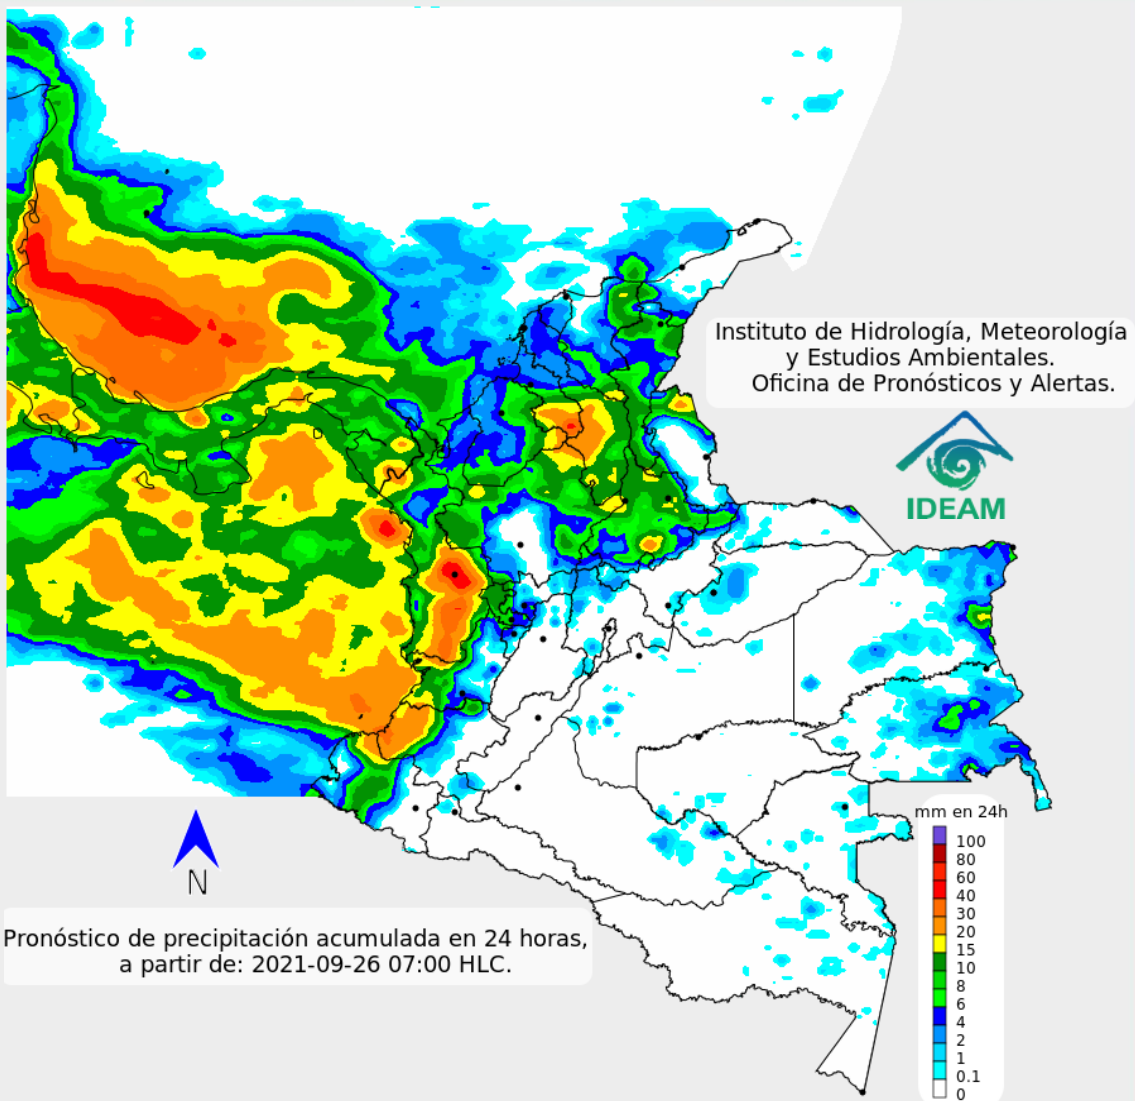 Instituto de Hidrología, Meteorología
y Estudios Ambientales.
Oficina de Pronósticos y Alertas.
IDEAM
mm en 24h
100
80
60
40
30
20
15
10
8
6
4
2
1
0.1
0
N
Pronóstico de precipitación acumulada en 24 horas,
a partir de: 2021-09-26 07:00 HLC.